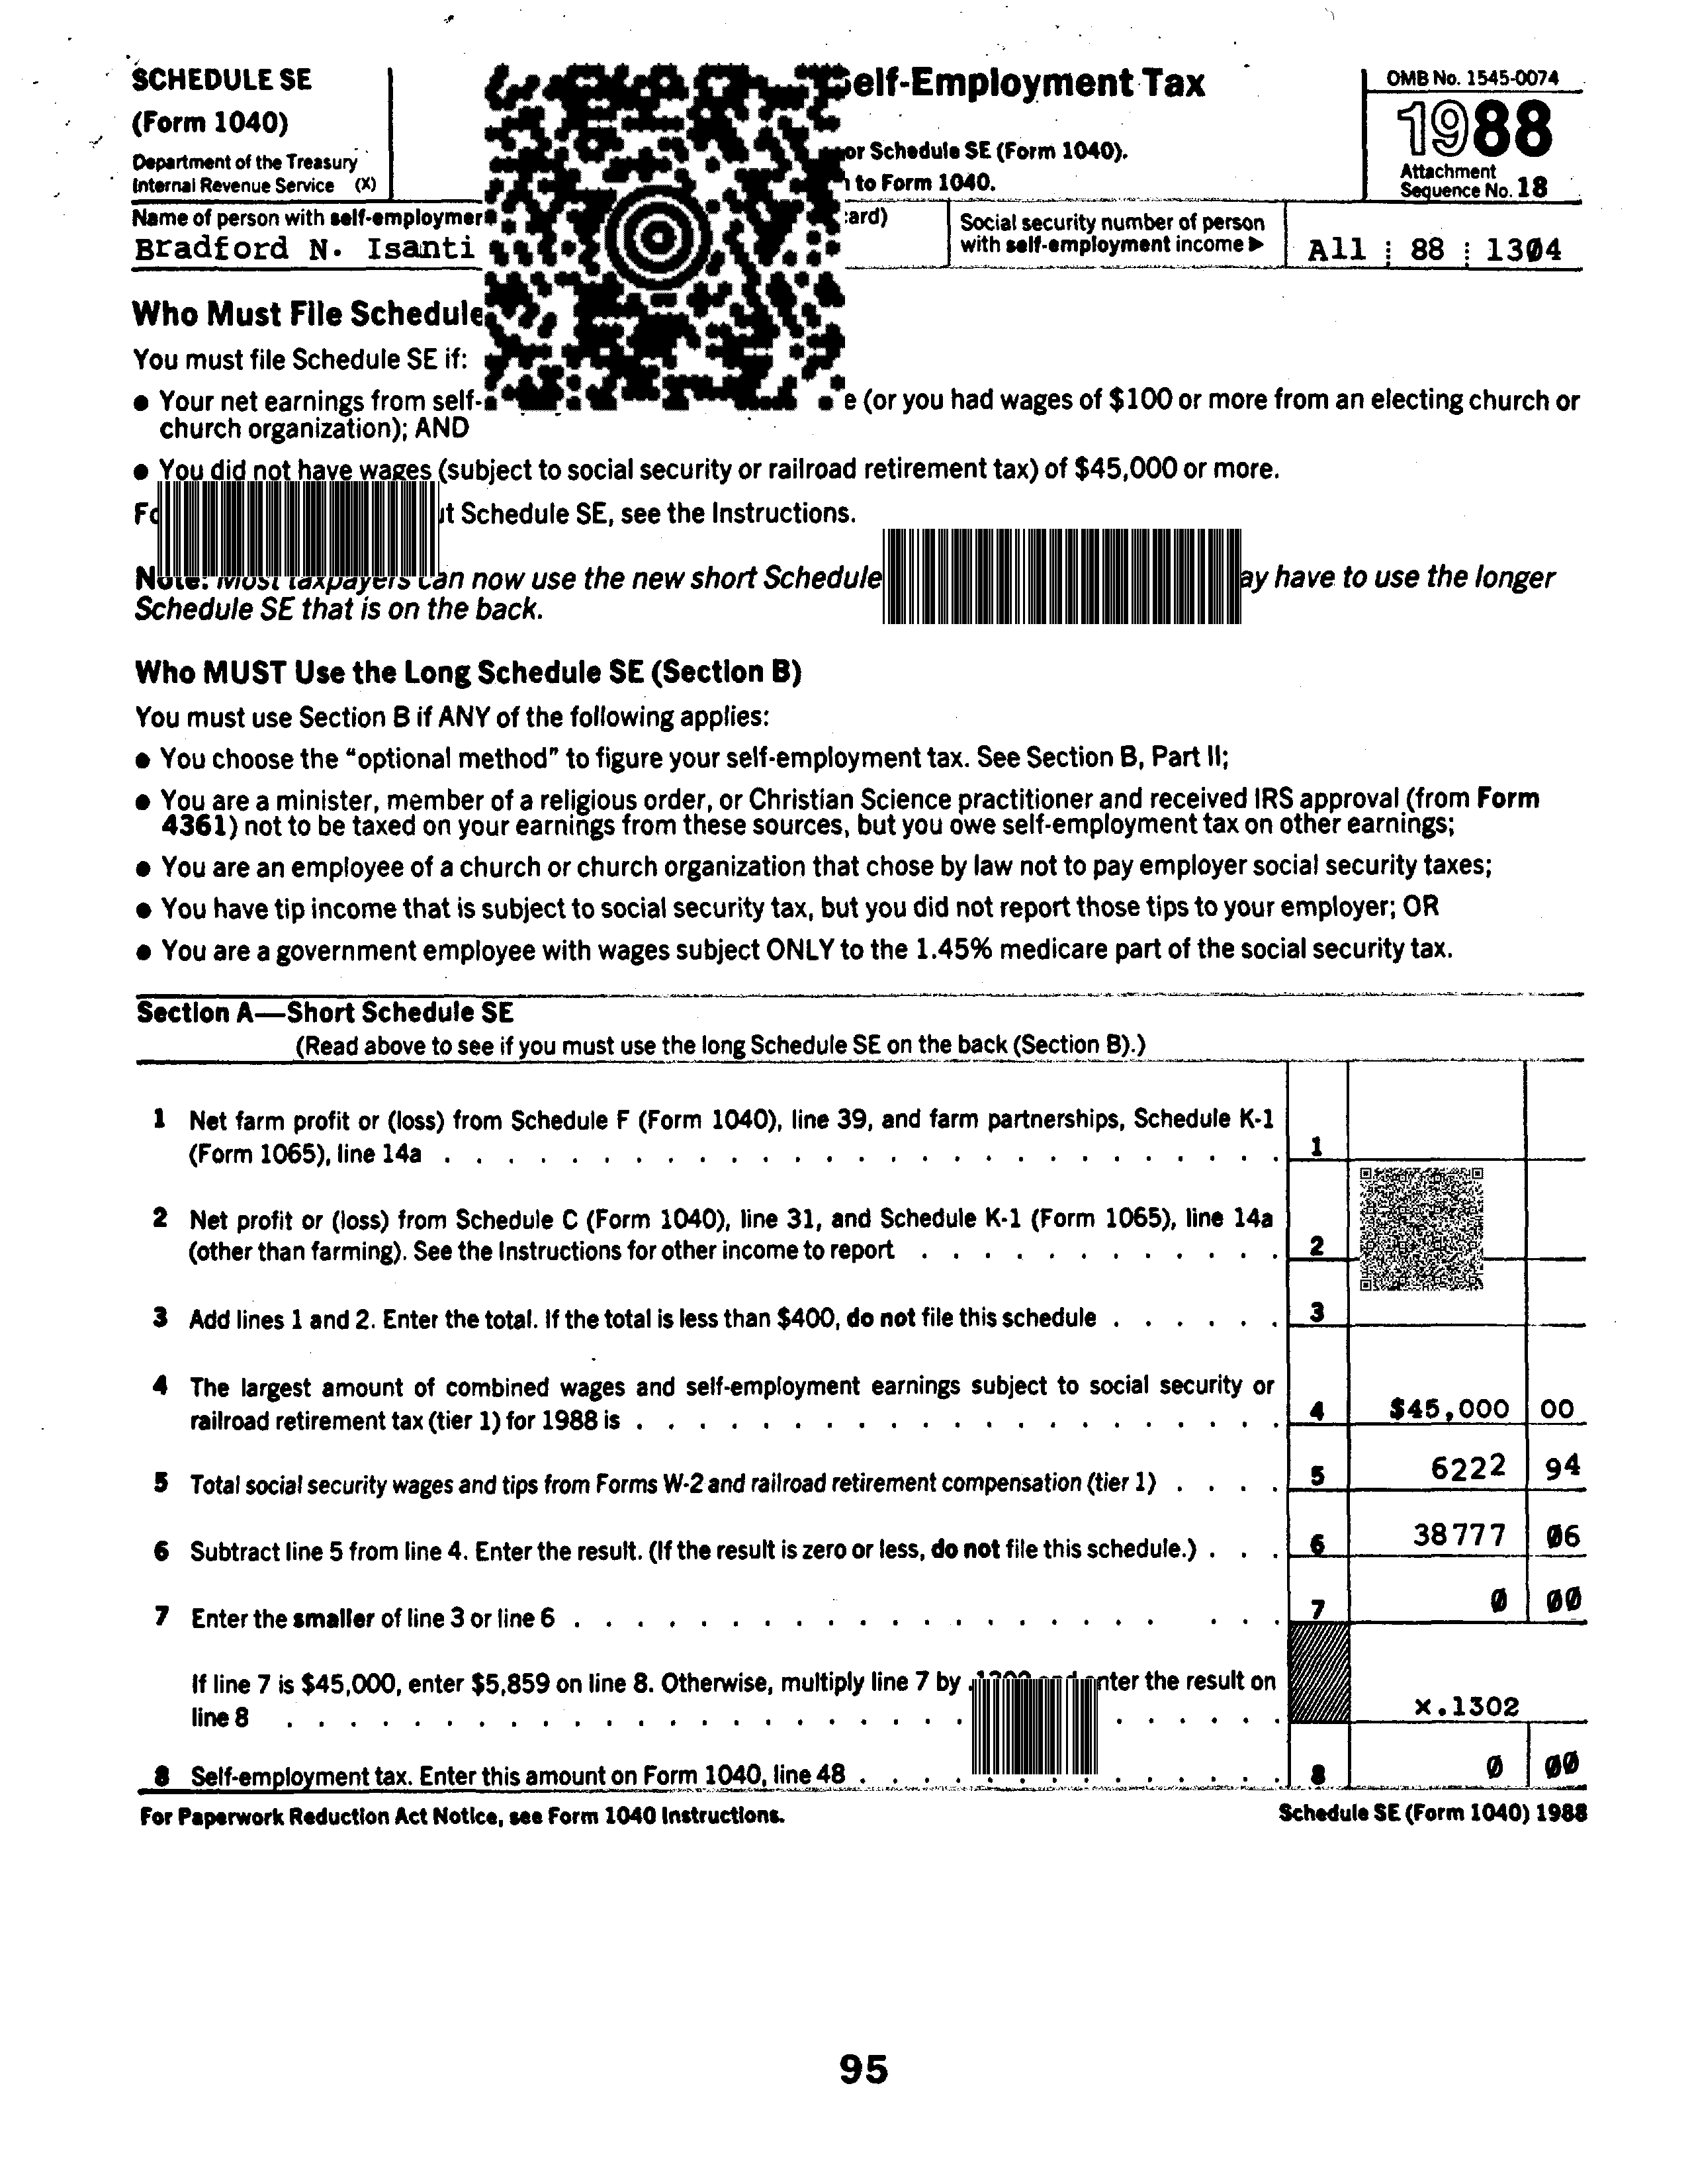 SCHEDULE SE
(Form 1040)
Department of the Treasury
Internal Revenue Service (X)
Self-Employment Tax
or Schedule SE (Form 1040).
to Form 1040.
OMB No. 1545-0074
1988
Attachment
Sequence No. 18
Name of person with self-employment
Bradford N. Isanti
Social security number of person
with self-employment income ▶
A11 88 1304
Who Must File Schedule
You must file Schedule SE if:
● Your net earnings from self- (or you had wages of $100 or more from an electing church or
church organization); AND
● You did not have wages (subject to social security or railroad retirement tax) of $45,000 or more.
Schedule SE, see the Instructions.
Note: Most taxpayers can now use the new short Schedule have to use the longer
Schedule SE that is on the back.
Who MUST Use the Long Schedule SE (Section B)
You must use Section B if ANY of the following applies:
● You choose the "optional method" to figure your self-employment tax. See Section B, Part II;
● You are a minister, member of a religious order, or Christian Science practitioner and received IRS approval (from Form
4361) not to be taxed on your earnings from these sources, but you owe self-employment tax on other earnings;
● You are an employee of a church or church organization that chose by law not to pay employer social security taxes;
● You have tip income that is subject to social security tax, but you did not report those tips to your employer; OR
● You are a government employee with wages subject ONLY to the 1.45% medicare part of the social security tax.
Section A—Short Schedule SE
(Read above to see if you must use the long Schedule SE on the back (Section B).)
1 Net farm profit or (loss) from Schedule F (Form 1040), line 39, and farm partnerships, Schedule K-1
(Form 1065), line 14a . . . . . 1
2 Net profit or (loss) from Schedule C (Form 1040), line 31, and Schedule K-1 (Form 1065), line 14a
(other than farming). See the Instructions for other income to report . . . . . 2
3 Add lines 1 and 2. Enter the total. If the total is less than $400, do not file this schedule . . . . . . 3
4 The largest amount of combined wages and self-employment earnings subject to social security or
railroad retirement tax (tier 1) for 1988 is . . . . . 4 $45,000 00
5 Total social security wages and tips from Forms W-2 and railroad retirement compensation (tier 1) . . . . 5 6222 94
6 Subtract line 5 from line 4. Enter the result. (If the result is zero or less, do not file this schedule.) . . . 6 38777 06
7 Enter the smaller of line 3 or line 6 . . . . . 7 0 00
If line 7 is $45,000, enter $5,859 on line 8. Otherwise, multiply line 7 by .1302 and enter the result on
line 8 . . . . . x.1302
8 Self-employment tax. Enter this amount on Form 1040, line 48 . . . . . 8 0 00
For Paperwork Reduction Act Notice, see Form 1040 Instructions.
Schedule SE (Form 1040) 1988
95